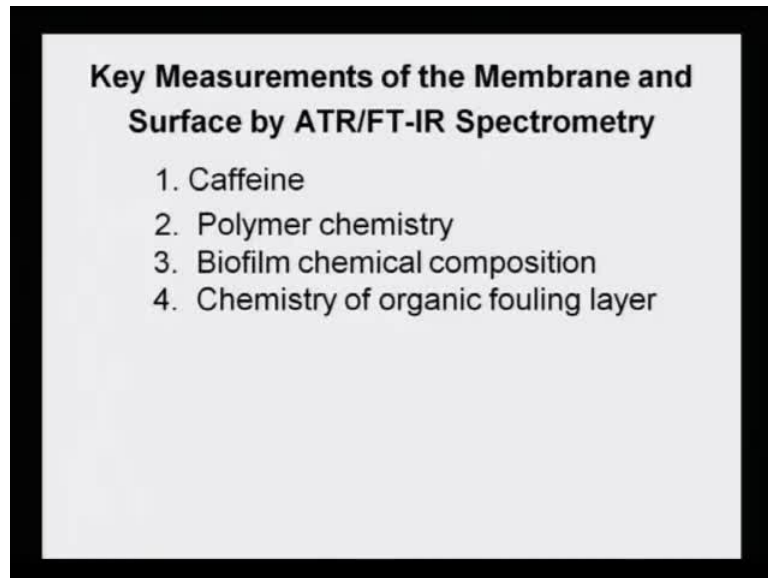 Key Measurements of the Membrane and
Surface by ATR/FT-IR Spectrometry
1. Caffeine
2. Polymer chemistry
3. Biofilm chemical composition
4. Chemistry of organic fouling layer